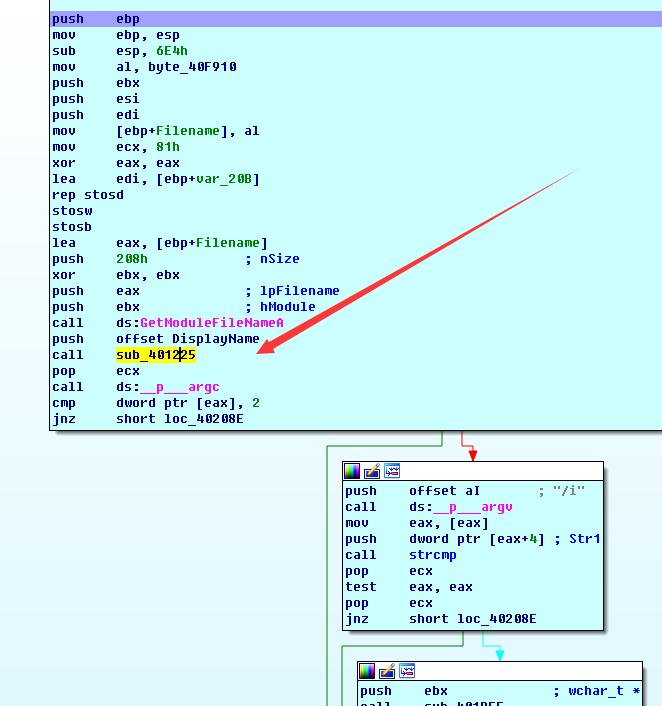 push ebp
mov ebp, esp
sub esp, 6E4h
mov al, byte_40F910
push ebx
push esi
push edi
mov [ebp+Filename], al
mov ecx, 81h
xor eax, eax
lea edi, [ebp+var_20B]
rep stosd
stosw
stosb
lea eax, [ebp+Filename]
push 208h ; nSize
xor ebx, ebx
push eax ; lpFilename
push ebx ; hModule
call ds:GetModuleFileNameA
push offset DisplayName
call sub_401225
pop ecx
call ds:__p___argc
cmp dword ptr [eax], 2
jnz short loc_40208E
push offset aI ; "/i"
call ds:__p___argv
mov eax, [eax]
push dword ptr [eax+4] ; Str1
call strcmp
pop ecx
test eax, eax
pop ecx
jnz short loc_40208E
push ebx ; wchar_t *